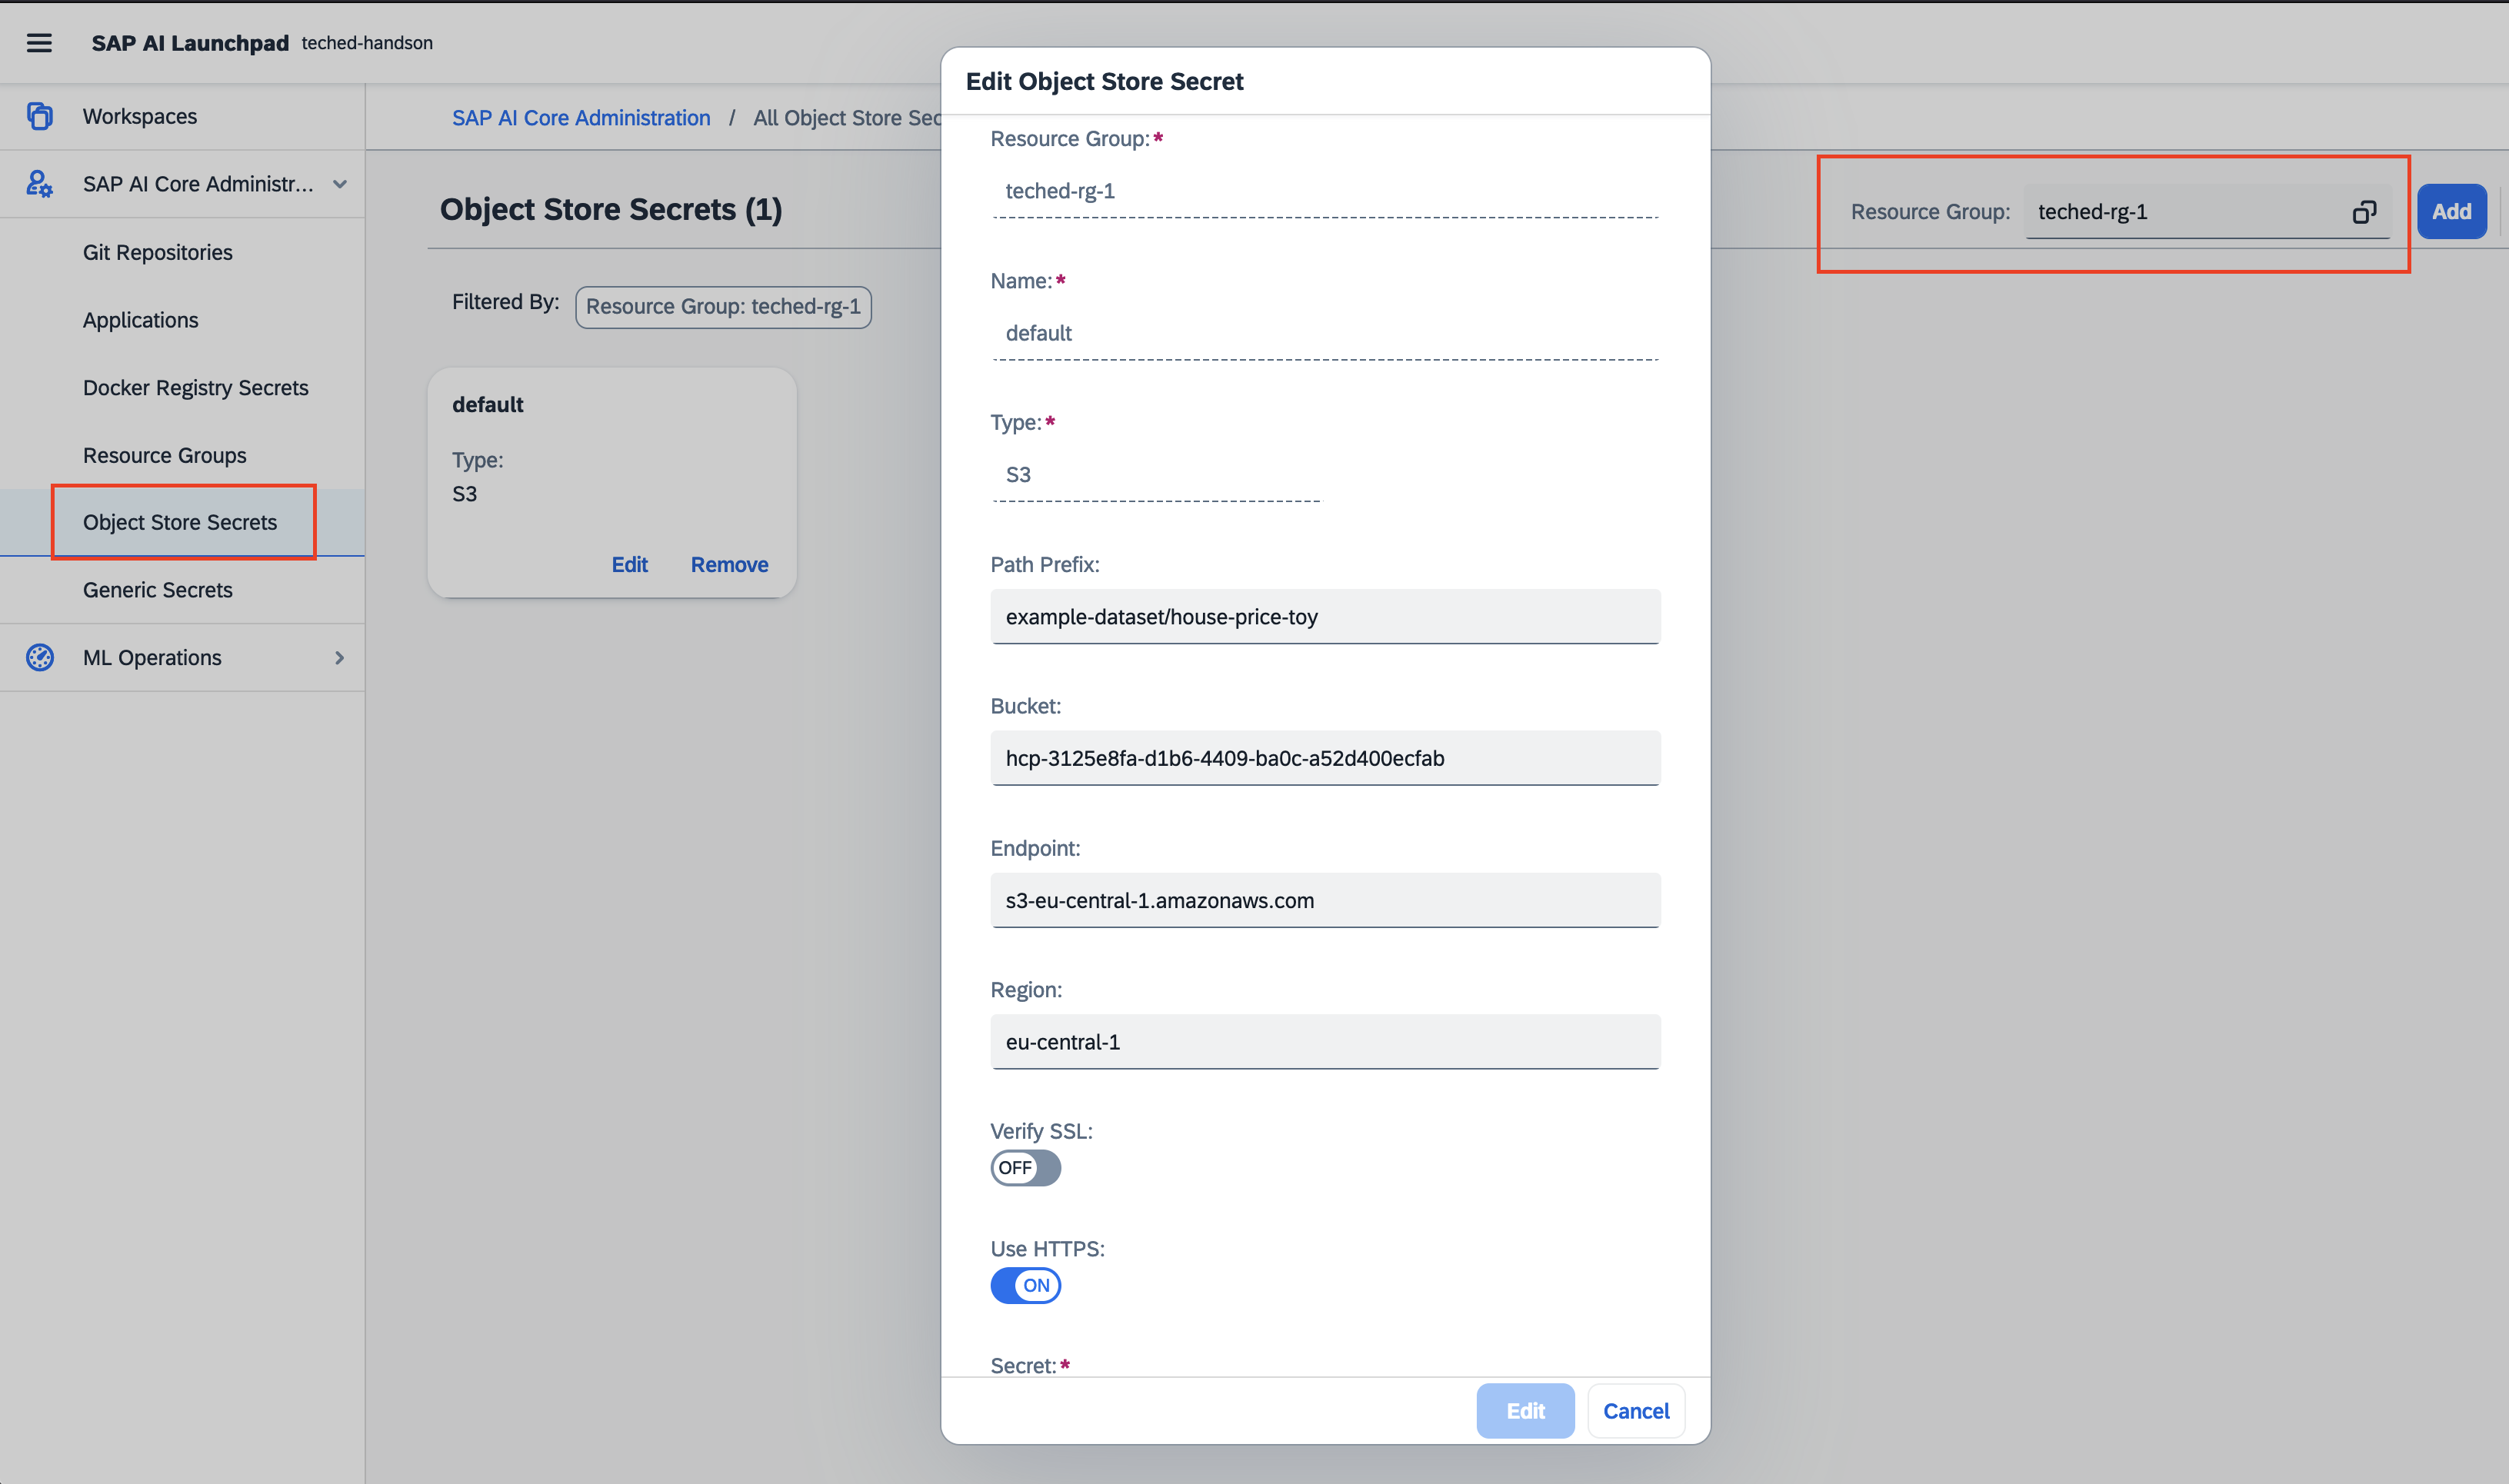 SAP AI Launchpad teched-handson
Workspaces
SAP AI Core Administr...
Git Repositories
Applications
Docker Registry Secrets
Resource Groups
Object Store Secrets
Generic Secrets
ML Operations
SAP AI Core Administration / All Object Store Sec
Object Store Secrets (1)
Resource Group: teched-rg-1
Add
Filtered By: Resource Group: teched-rg-1
default
Type:
S3
Edit Remove
Edit Object Store Secret
Resource Group:*
teched-rg-1
Name:*
default
Type:*
S3
Path Prefix:
example-dataset/house-price-toy
Bucket:
hcp-3125e8fa-d1b6-4409-ba0c-a52d400ecfab
Endpoint:
s3-eu-central-1.amazonaws.com
Region:
eu-central-1
Verify SSL:
OFF
Use HTTPS:
ON
Secret:*
Edit Cancel